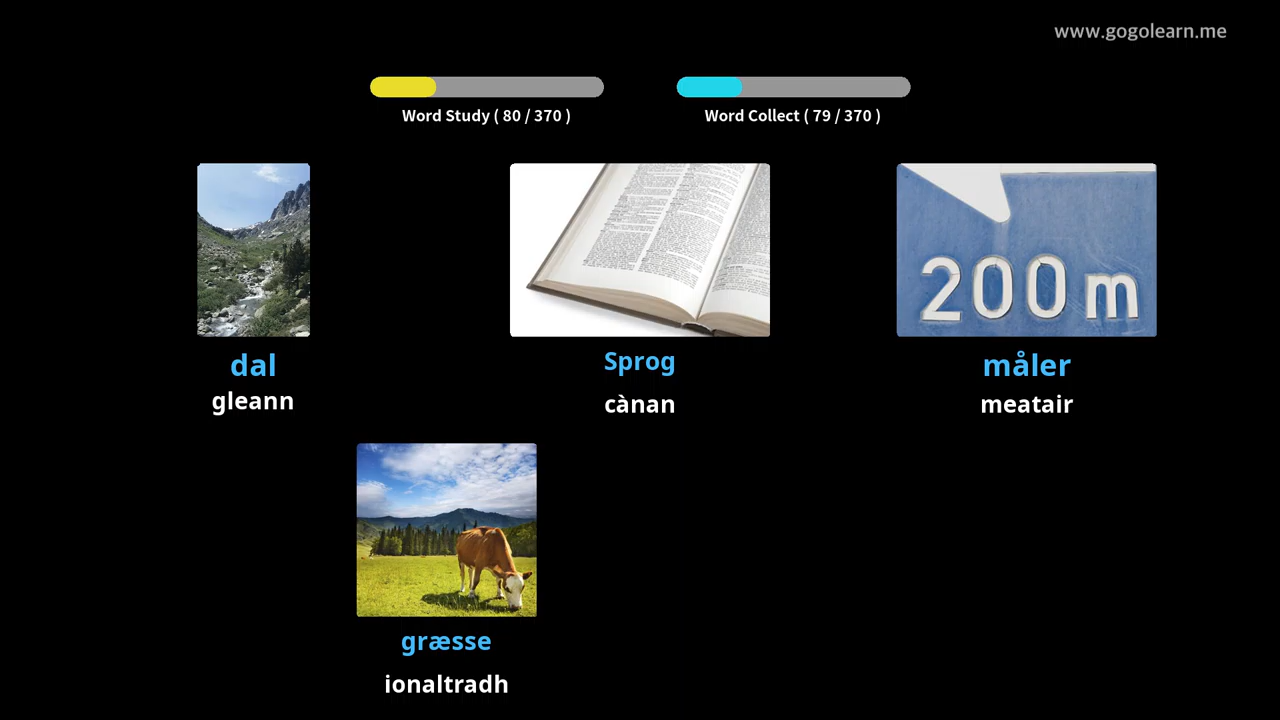 www.gogolearn.me
Word Study ( 80 / 370 )
Word Collect ( 79 / 370 )
200 m
dal
gleann
Sprog
cànan
måler
meatair
græsse
ionaltradh